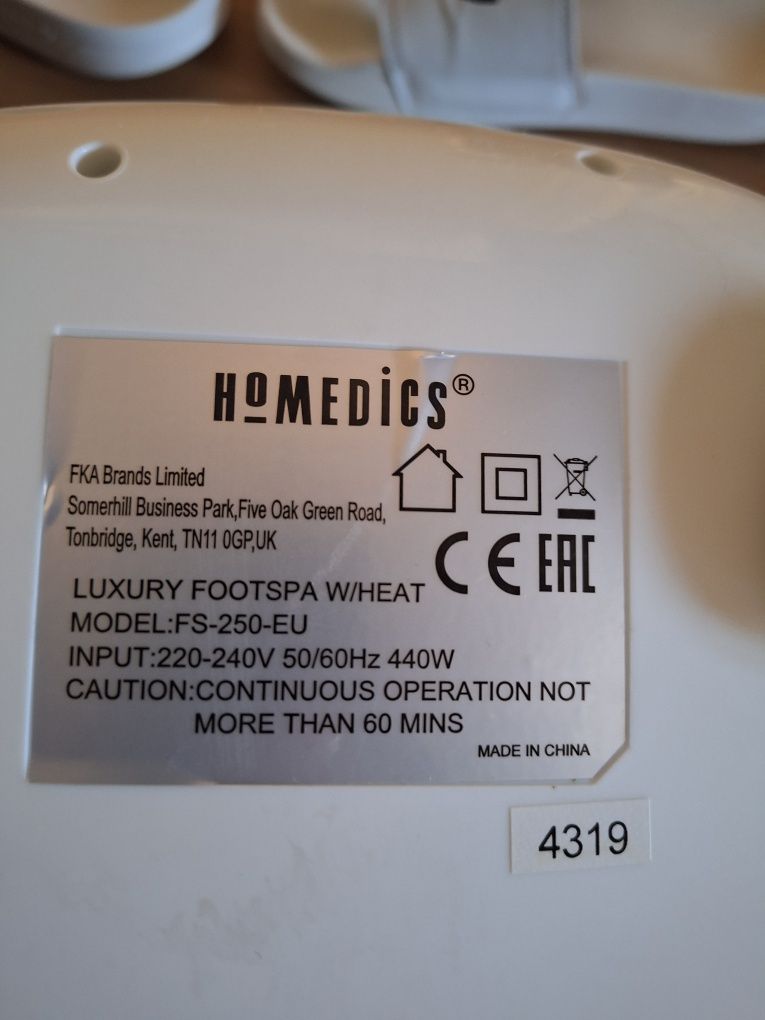 HoMEDiCS®
FKA Brands Limited
Somerhill Business Park,Five Oak Green Road,
Tonbridge, Kent, TN11 0GP,UK
CE EAC
LUXURY FOOTSPA W/HEAT
MODEL:FS-250-EU
INPUT:220-240V 50/60Hz 440W
CAUTION:CONTINUOUS OPERATION NOT
MORE THAN 60 MINS
MADE IN CHINA
4319